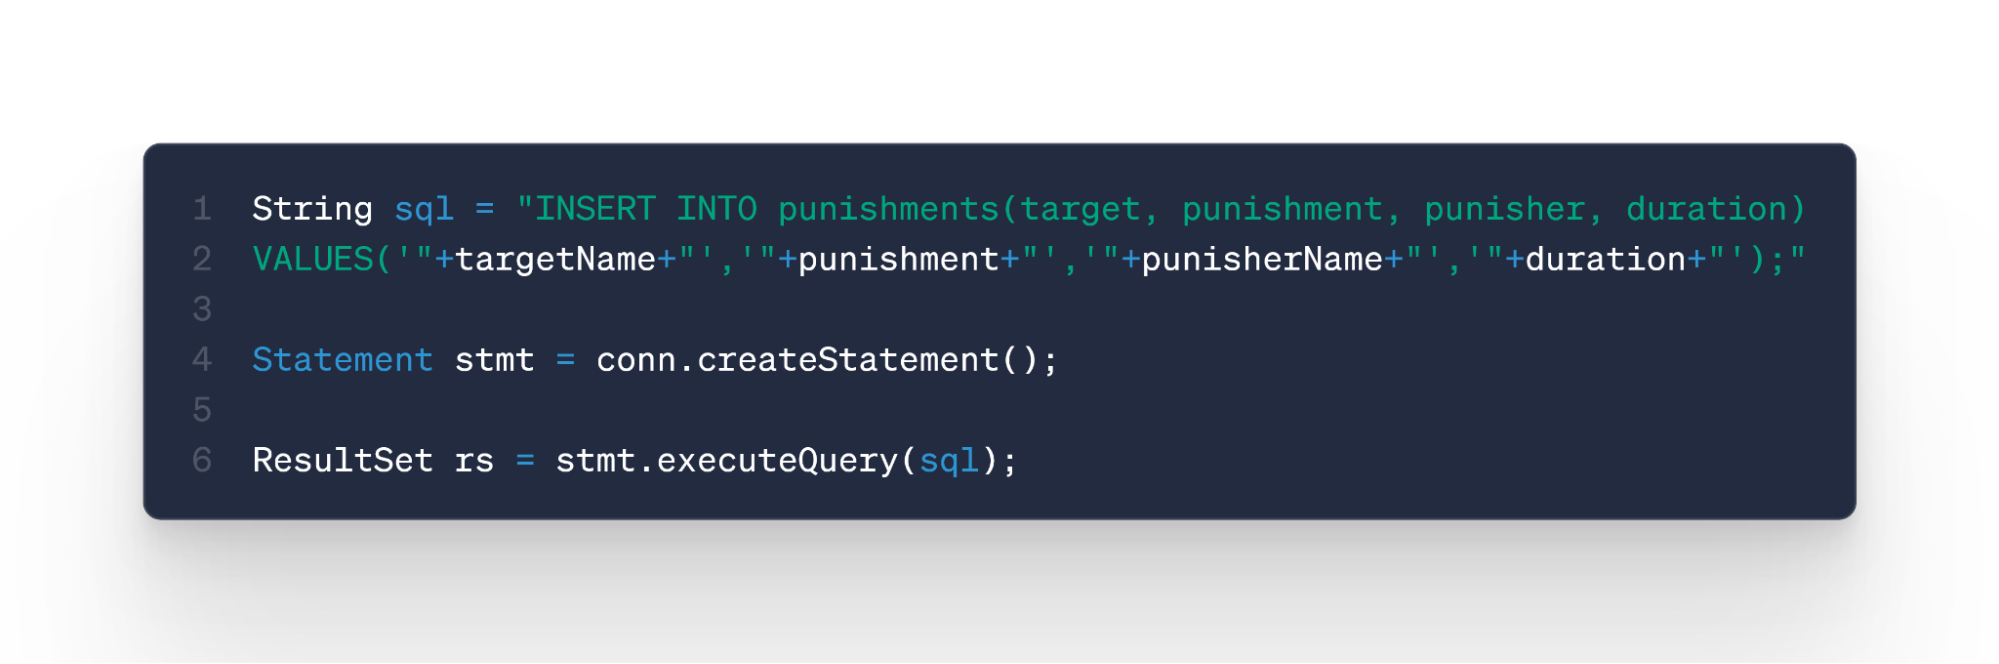 1 String sql = "INSERT INTO punishments(target, punishment, punisher, duration)
2 VALUES('"+targetName+"','"+punishment+"','"+punisherName+"','"+duration+"');"
3
4 Statement stmt = conn.createStatement();
5
6 ResultSet rs = stmt.executeQuery(sql);